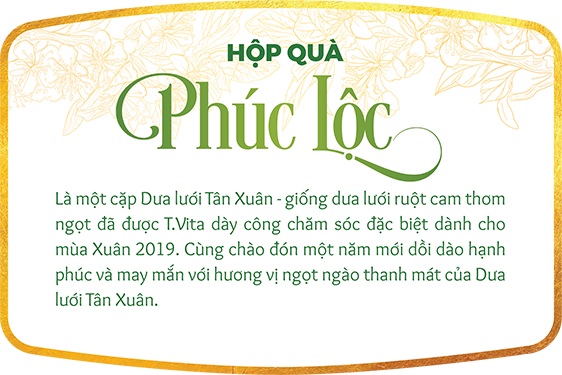 HỘP QUÀ
Phúc Lộc
Là một cặp Dưa lưới Tân Xuân - giống dưa lưới ruột cam thơm
ngọt đã được T.Vita dày công chăm sóc đặc biệt dành cho
mùa Xuân 2019. Cùng chào đón một năm mới dồi dào hạnh
phúc và may mắn với hương vị ngọt ngào thanh mát của Dưa
lưới Tân Xuân.